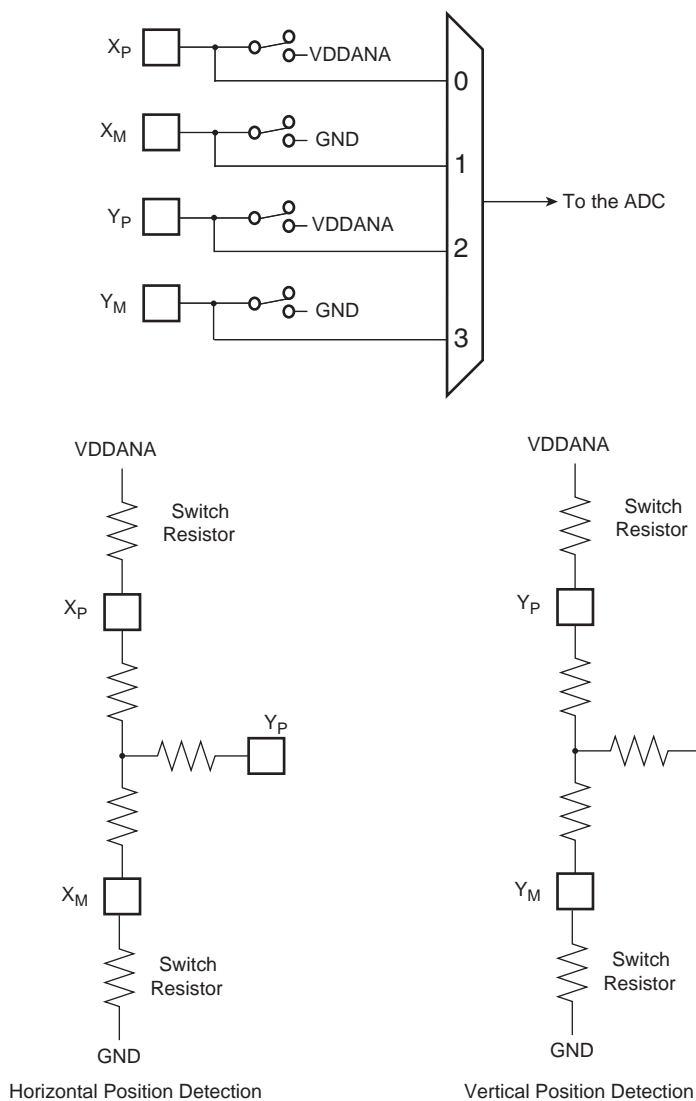 XP
VDDANA
0
XM
GND
1
To the ADC
YP
VDDANA
2
YM
GND
3
VDDANA
VDDANA
Switch
Resistor
Switch
Resistor
XP
YP
YP
XM
YM
Switch
Resistor
Switch
Resistor
GND
GND
Horizontal Position Detection
Vertical Position Detection